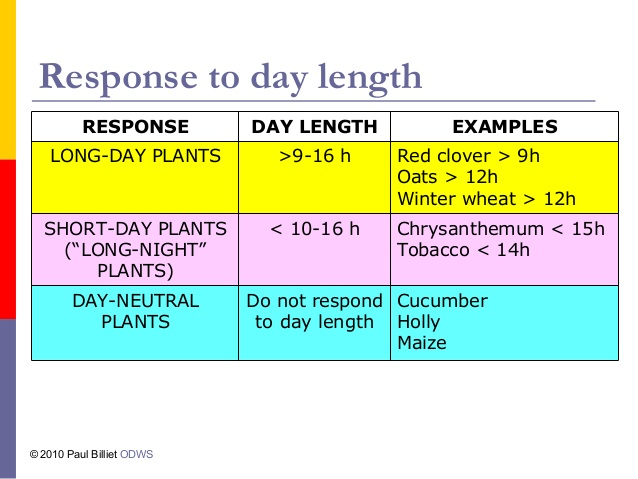 Response to day length
RESPONSE
DAY LENGTH
EXAMPLES
LONG-DAY PLANTS
>9-16 h
Red clover > 9h
Oats > 12h
Winter wheat > 12h
SHORT-DAY PLANTS
(“LONG-NIGHT”
PLANTS)
< 10-16 h
Chrysanthemum < 15h
Tobacco < 14h
DAY-NEUTRAL
PLANTS
Do not respond
to day length
Cucumber
Holly
Maize
© 2010 Paul Billiet ODWS